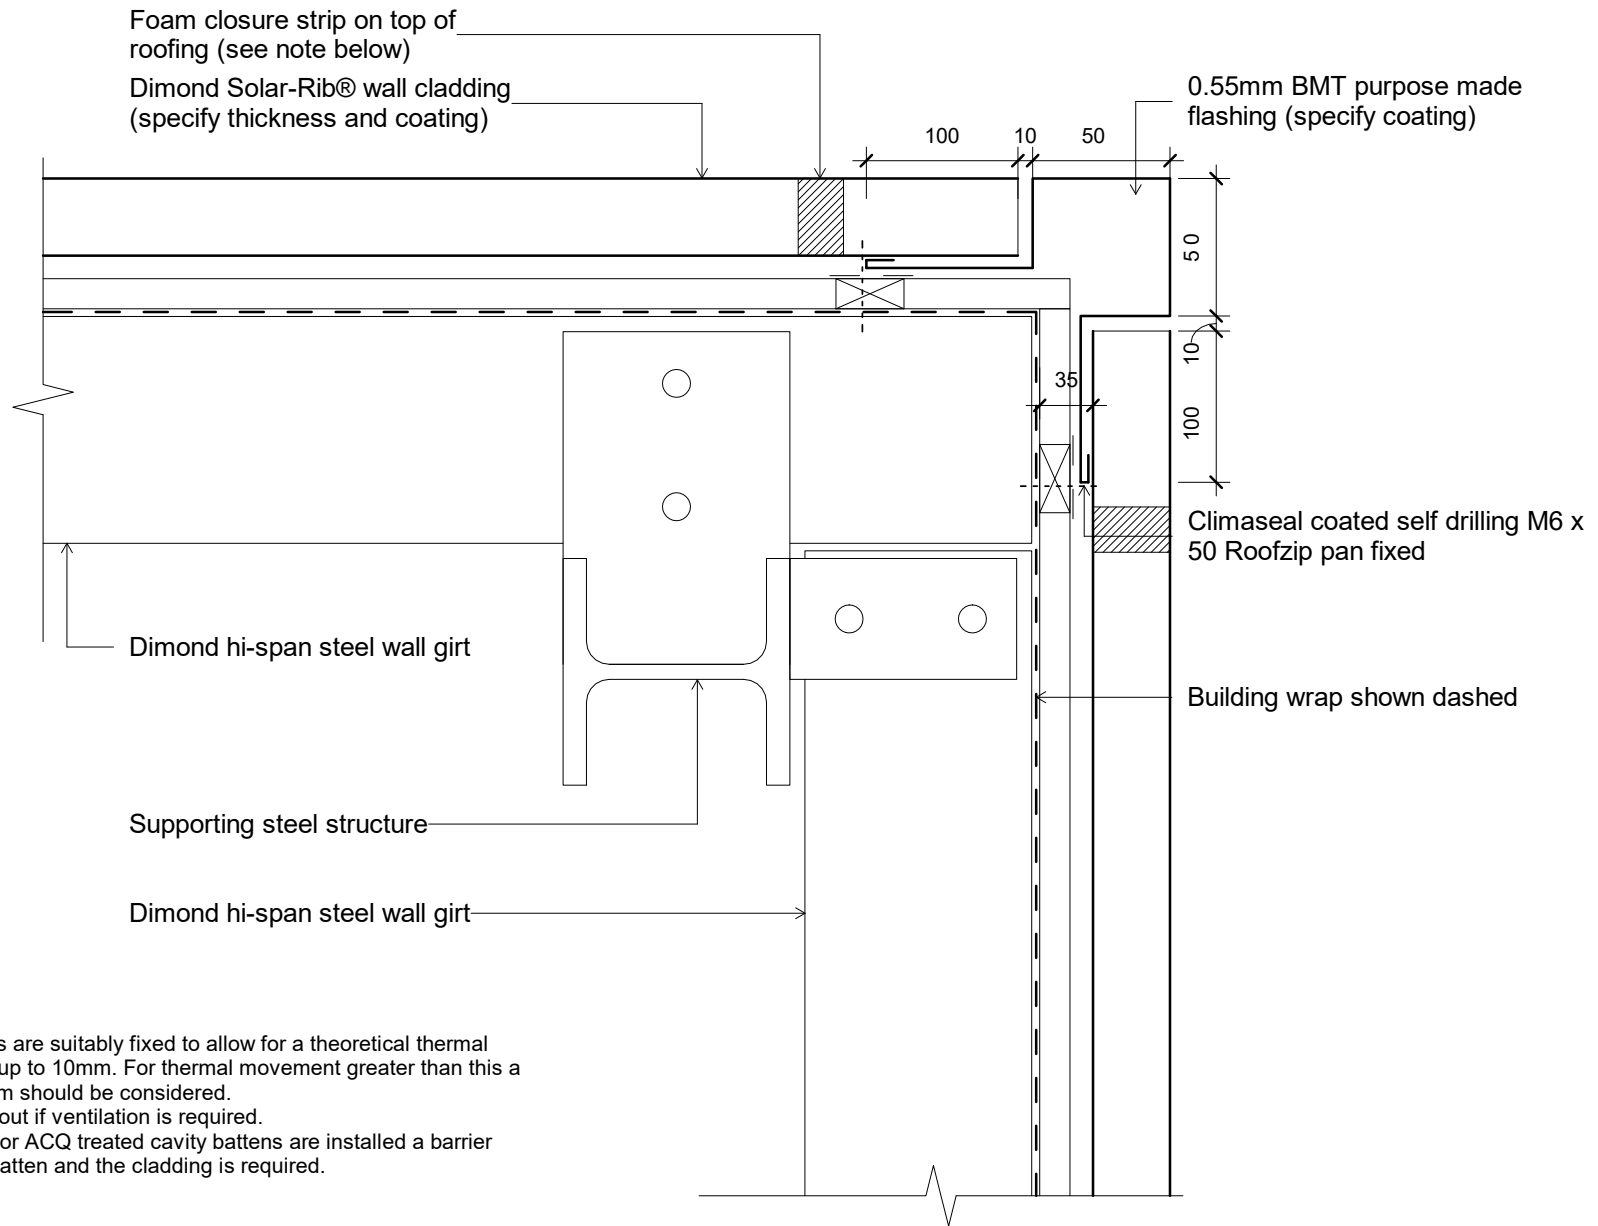 Foam closure strip on top of
roofing (see note below)
Dimond Solar-Rib® wall cladding
(specify thickness and coating)
0.55mm BMT purpose made
flashing (specify coating)
100 10 50
50
10
35
100
Climaseal coated self drilling M6 x
50 Roofzip pan fixed
Dimond hi-span steel wall girt
Building wrap shown dashed
Supporting steel structure
Dimond hi-span steel wall girt
are suitably fixed to allow for a theoretical thermal
up to 10mm. For thermal movement greater than this a
should be considered.
out if ventilation is required.
or ACQ treated cavity battens are installed a barrier
and the cladding is required.